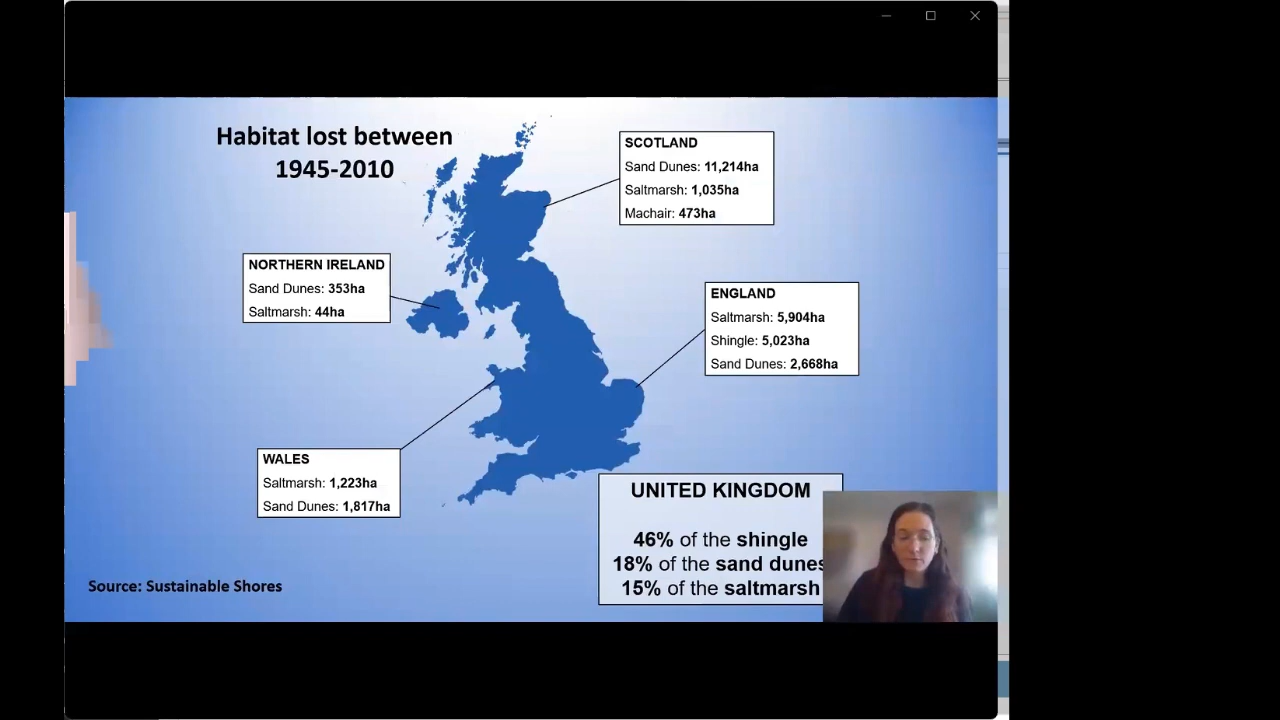 Habitat lost between
1945-2010
SCOTLAND
Sand Dunes: 11,214ha
Saltmarsh: 1,035ha
Machair: 473ha
NORTHERN IRELAND
Sand Dunes: 353ha
Saltmarsh: 44ha
ENGLAND
Saltmarsh: 5,904ha
Shingle: 5,023ha
Sand Dunes: 2,668ha
WALES
Saltmarsh: 1,223ha
Sand Dunes: 1,817ha
UNITED KINGDOM
46% of the shingle
18% of the sand dunes
15% of the saltmarsh
Source: Sustainable Shores